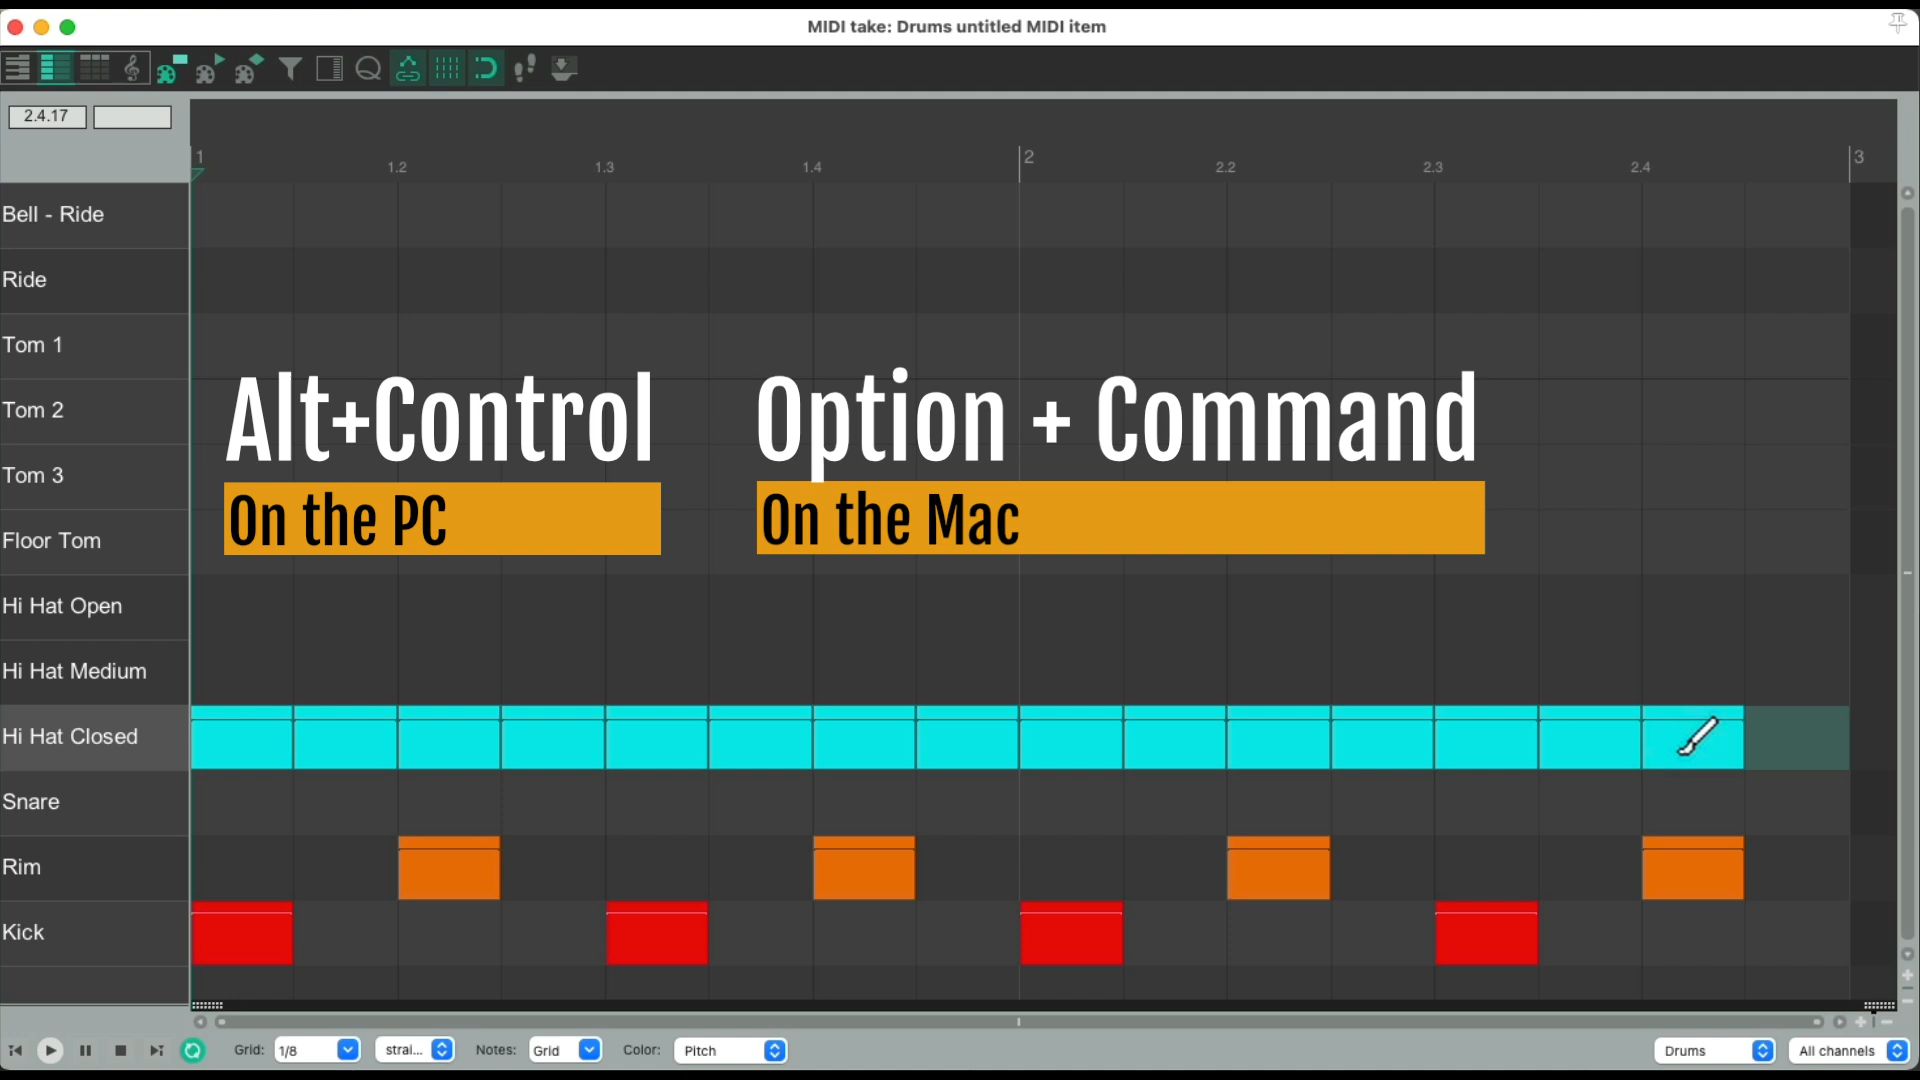 MIDI take: Drums untitled MIDI item
2.4.17
1 1.2 1.3 1.4 2 2.2 2.3 2.4 3
Bell - Ride
Ride
Tom 1
Tom 2
Tom 3
Floor Tom
Hi Hat Open
Hi Hat Medium
Hi Hat Closed
Snare
Rim
Kick
Alt+Control
On the PC
Option + Command
On the Mac
Grid: 1/8 strai... Notes: Grid Color: Pitch Drums All channels